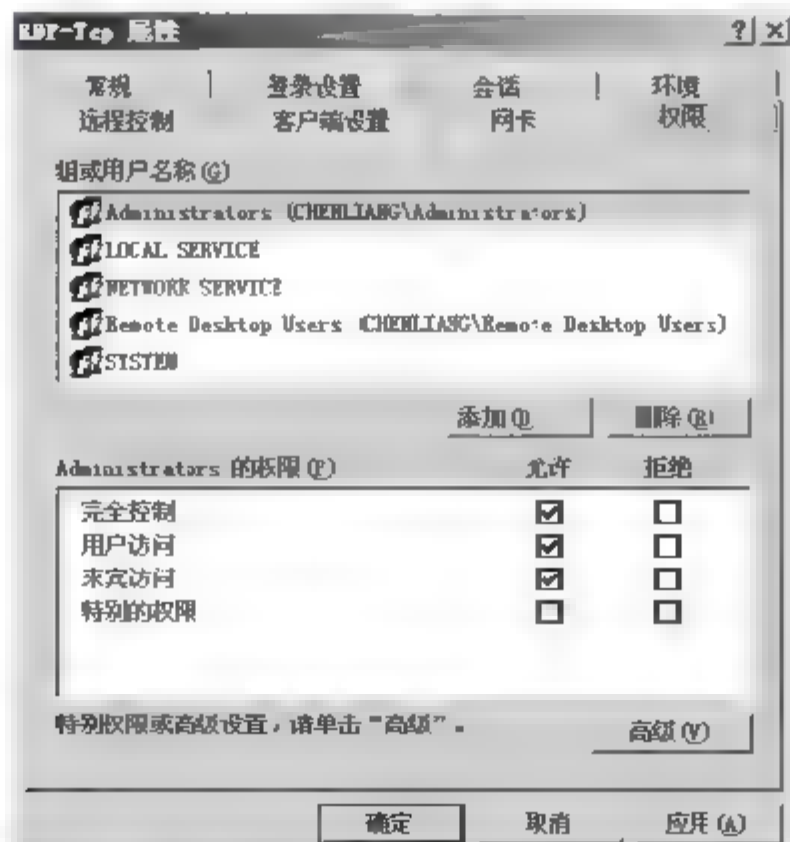 RDP-Tcp 属性
常规 登录设置 会话 环境
远程控制 客户端设置 网卡 权限
组或用户名称(G)
Administrators (CHENLIANG\Administrators)
LOCAL SERVICE
NETWORK SERVICE
Remote Desktop Users (CHENLIANG\Remote Desktop Users)
SYSTEM
添加(D) 删除(R)
Administrators 的权限(P) 允许 拒绝
完全控制
用户访问
来宾访问
特别的权限
特别权限或高级设置，请单击"高级"。
高级(V)
确定 取消 应用(A)